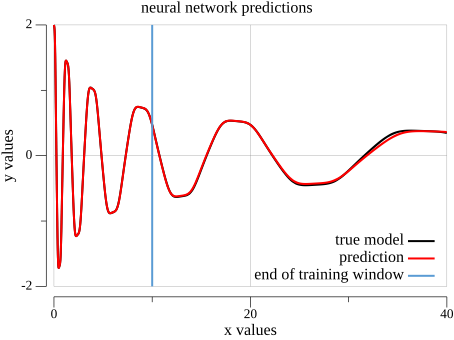 neural network predictions
2
0
-2
y values
true model
prediction
end of training window
0
20
40
x values